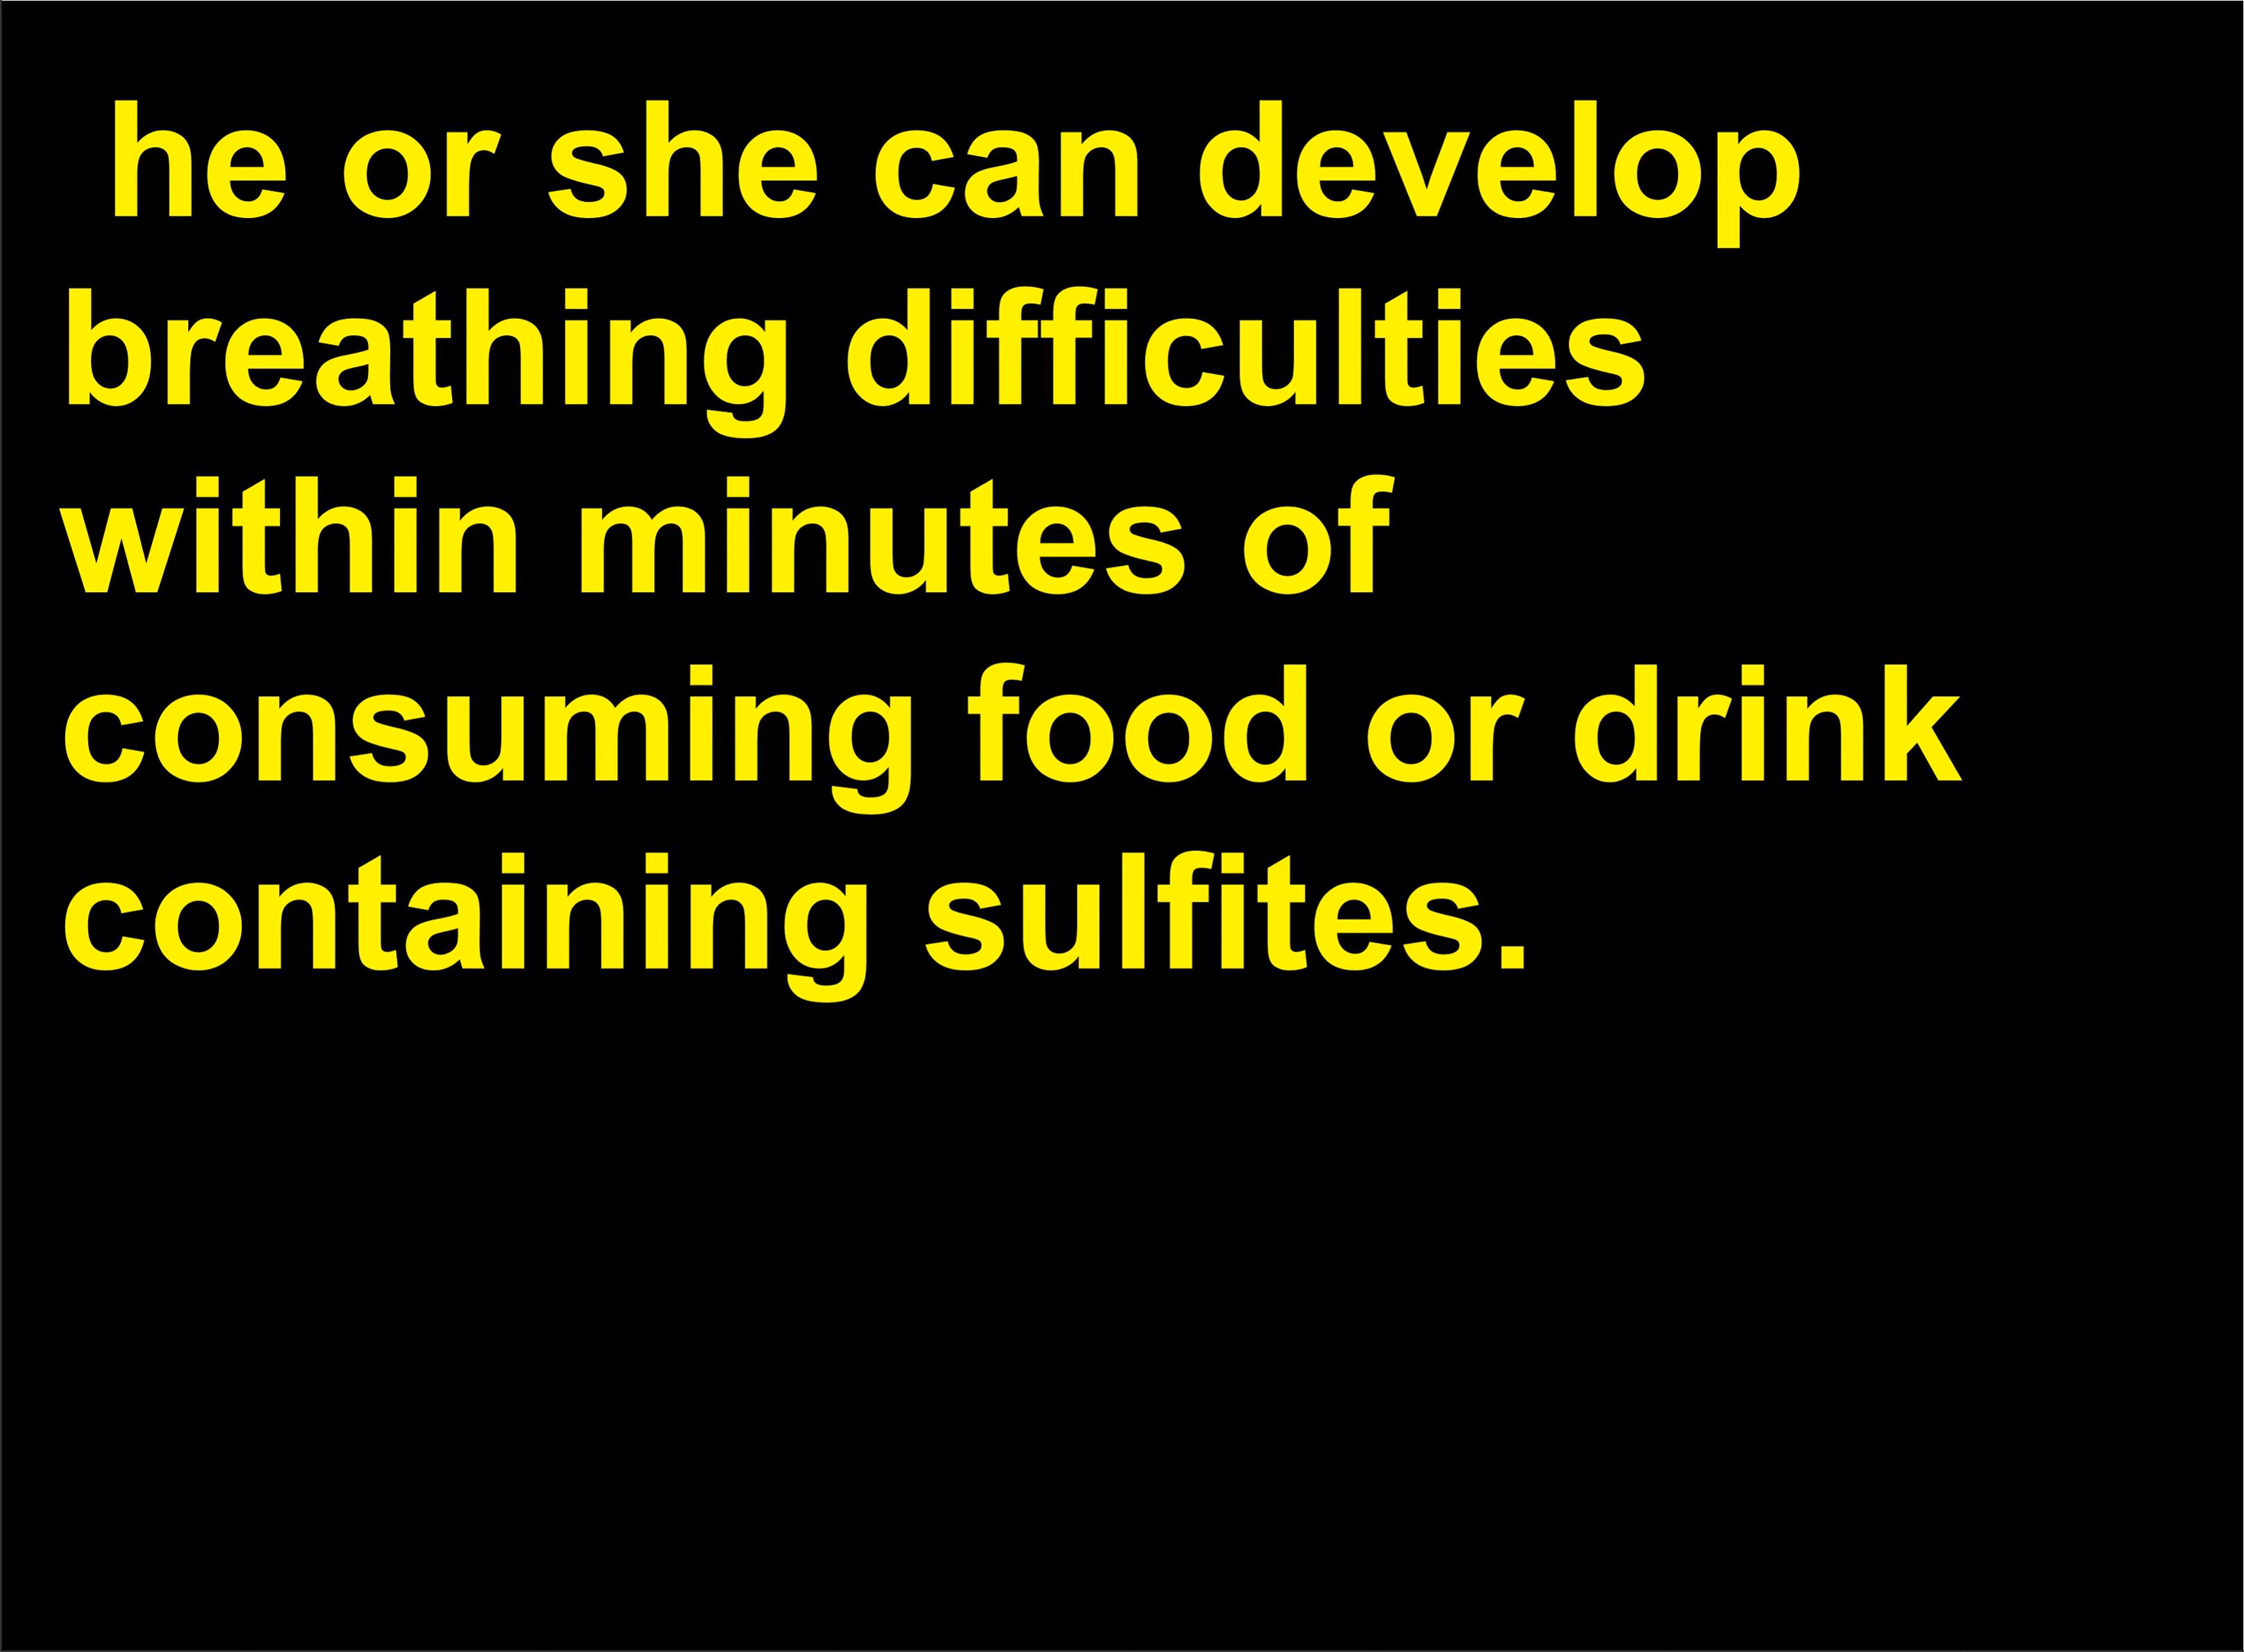 he or she can develop
breathing difficulties
within minutes of
consuming food or drink
containing sulfites.